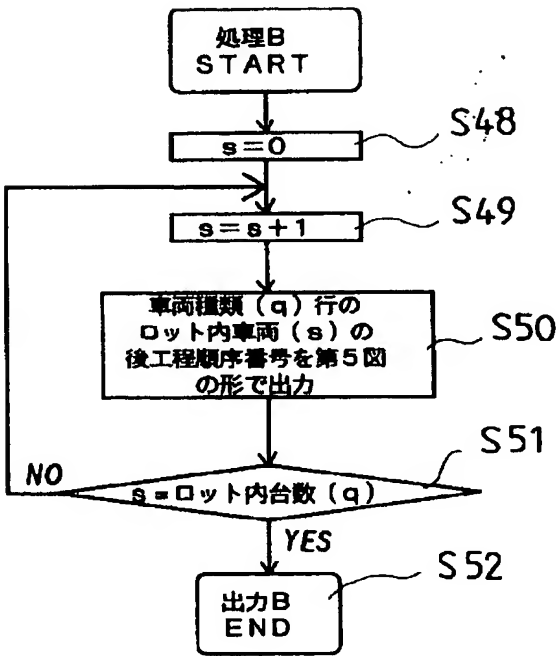 処理B
START
S48
s=0
S49
s=s+1
車両種類(q)行の
ロット内車両(s)の
後工程順序番号を第5図
の形で出力
S50
S51
NO
s=ロット内台数(q)
YES
S52
出力B
END